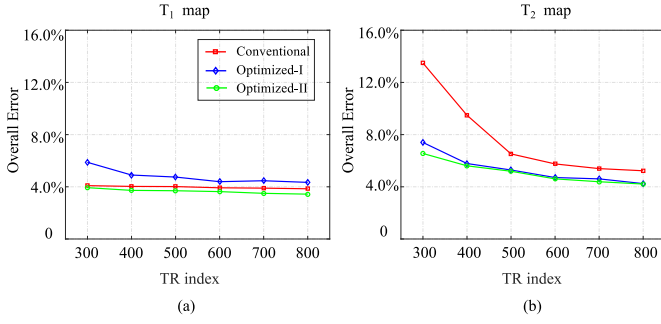 T₁ map
16.0%
12.0%
8.0%
4.0%
0
Overall Error
Conventional
Optimized-I
Optimized-II
300 400 500 600 700 800
TR index
(a)
T₂ map
16.0%
12.0%
8.0%
4.0%
0
Overall Error
300 400 500 600 700 800
TR index
(b)